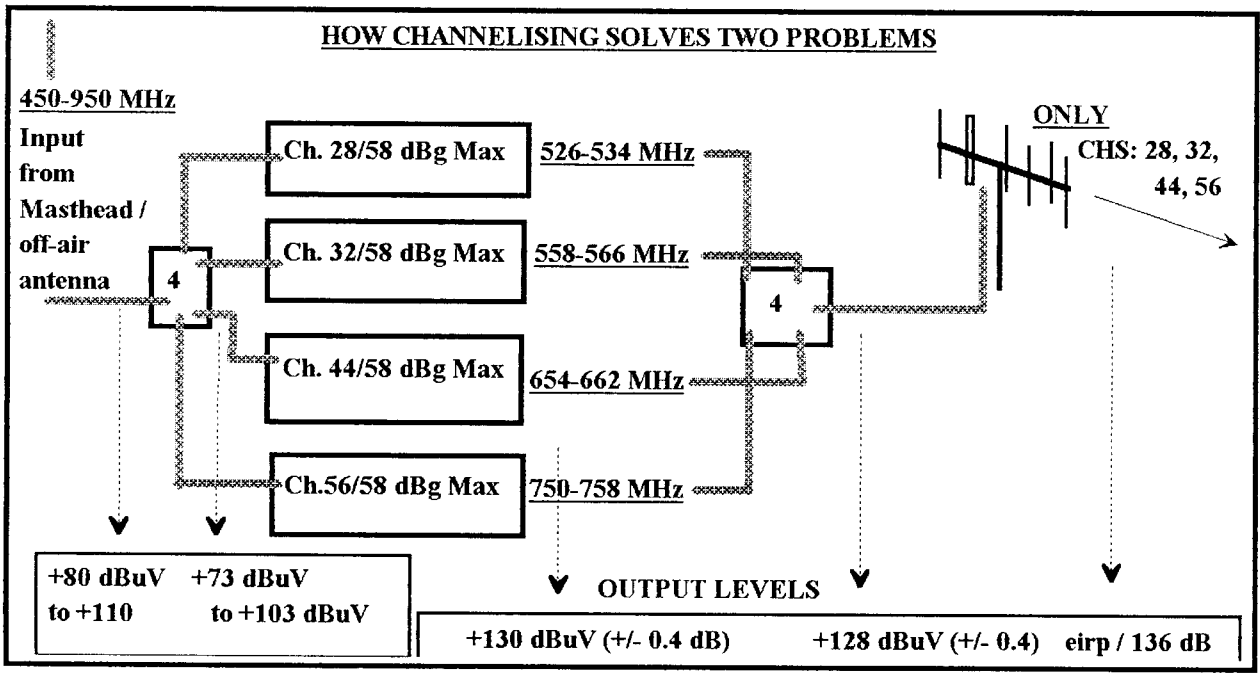 HOW CHANNELISING SOLVES TWO PROBLEMS
450-950 MHz
Input
from
Masthead /
off-air
antenna
4
Ch. 28/58 dBg Max
526-534 MHz
Ch. 32/58 dBg Max
558-566 MHz
Ch. 44/58 dBg Max
654-662 MHz
Ch.56/58 dBg Max
750-758 MHz
4
ONLY
CHS: 28, 32,
44, 56
+80 dBuV
to +110
+73 dBuV
to +103 dBuV
OUTPUT LEVELS
+130 dBuV (+/- 0.4 dB)
+128 dBuV (+/- 0.4)
eirp / 136 dB